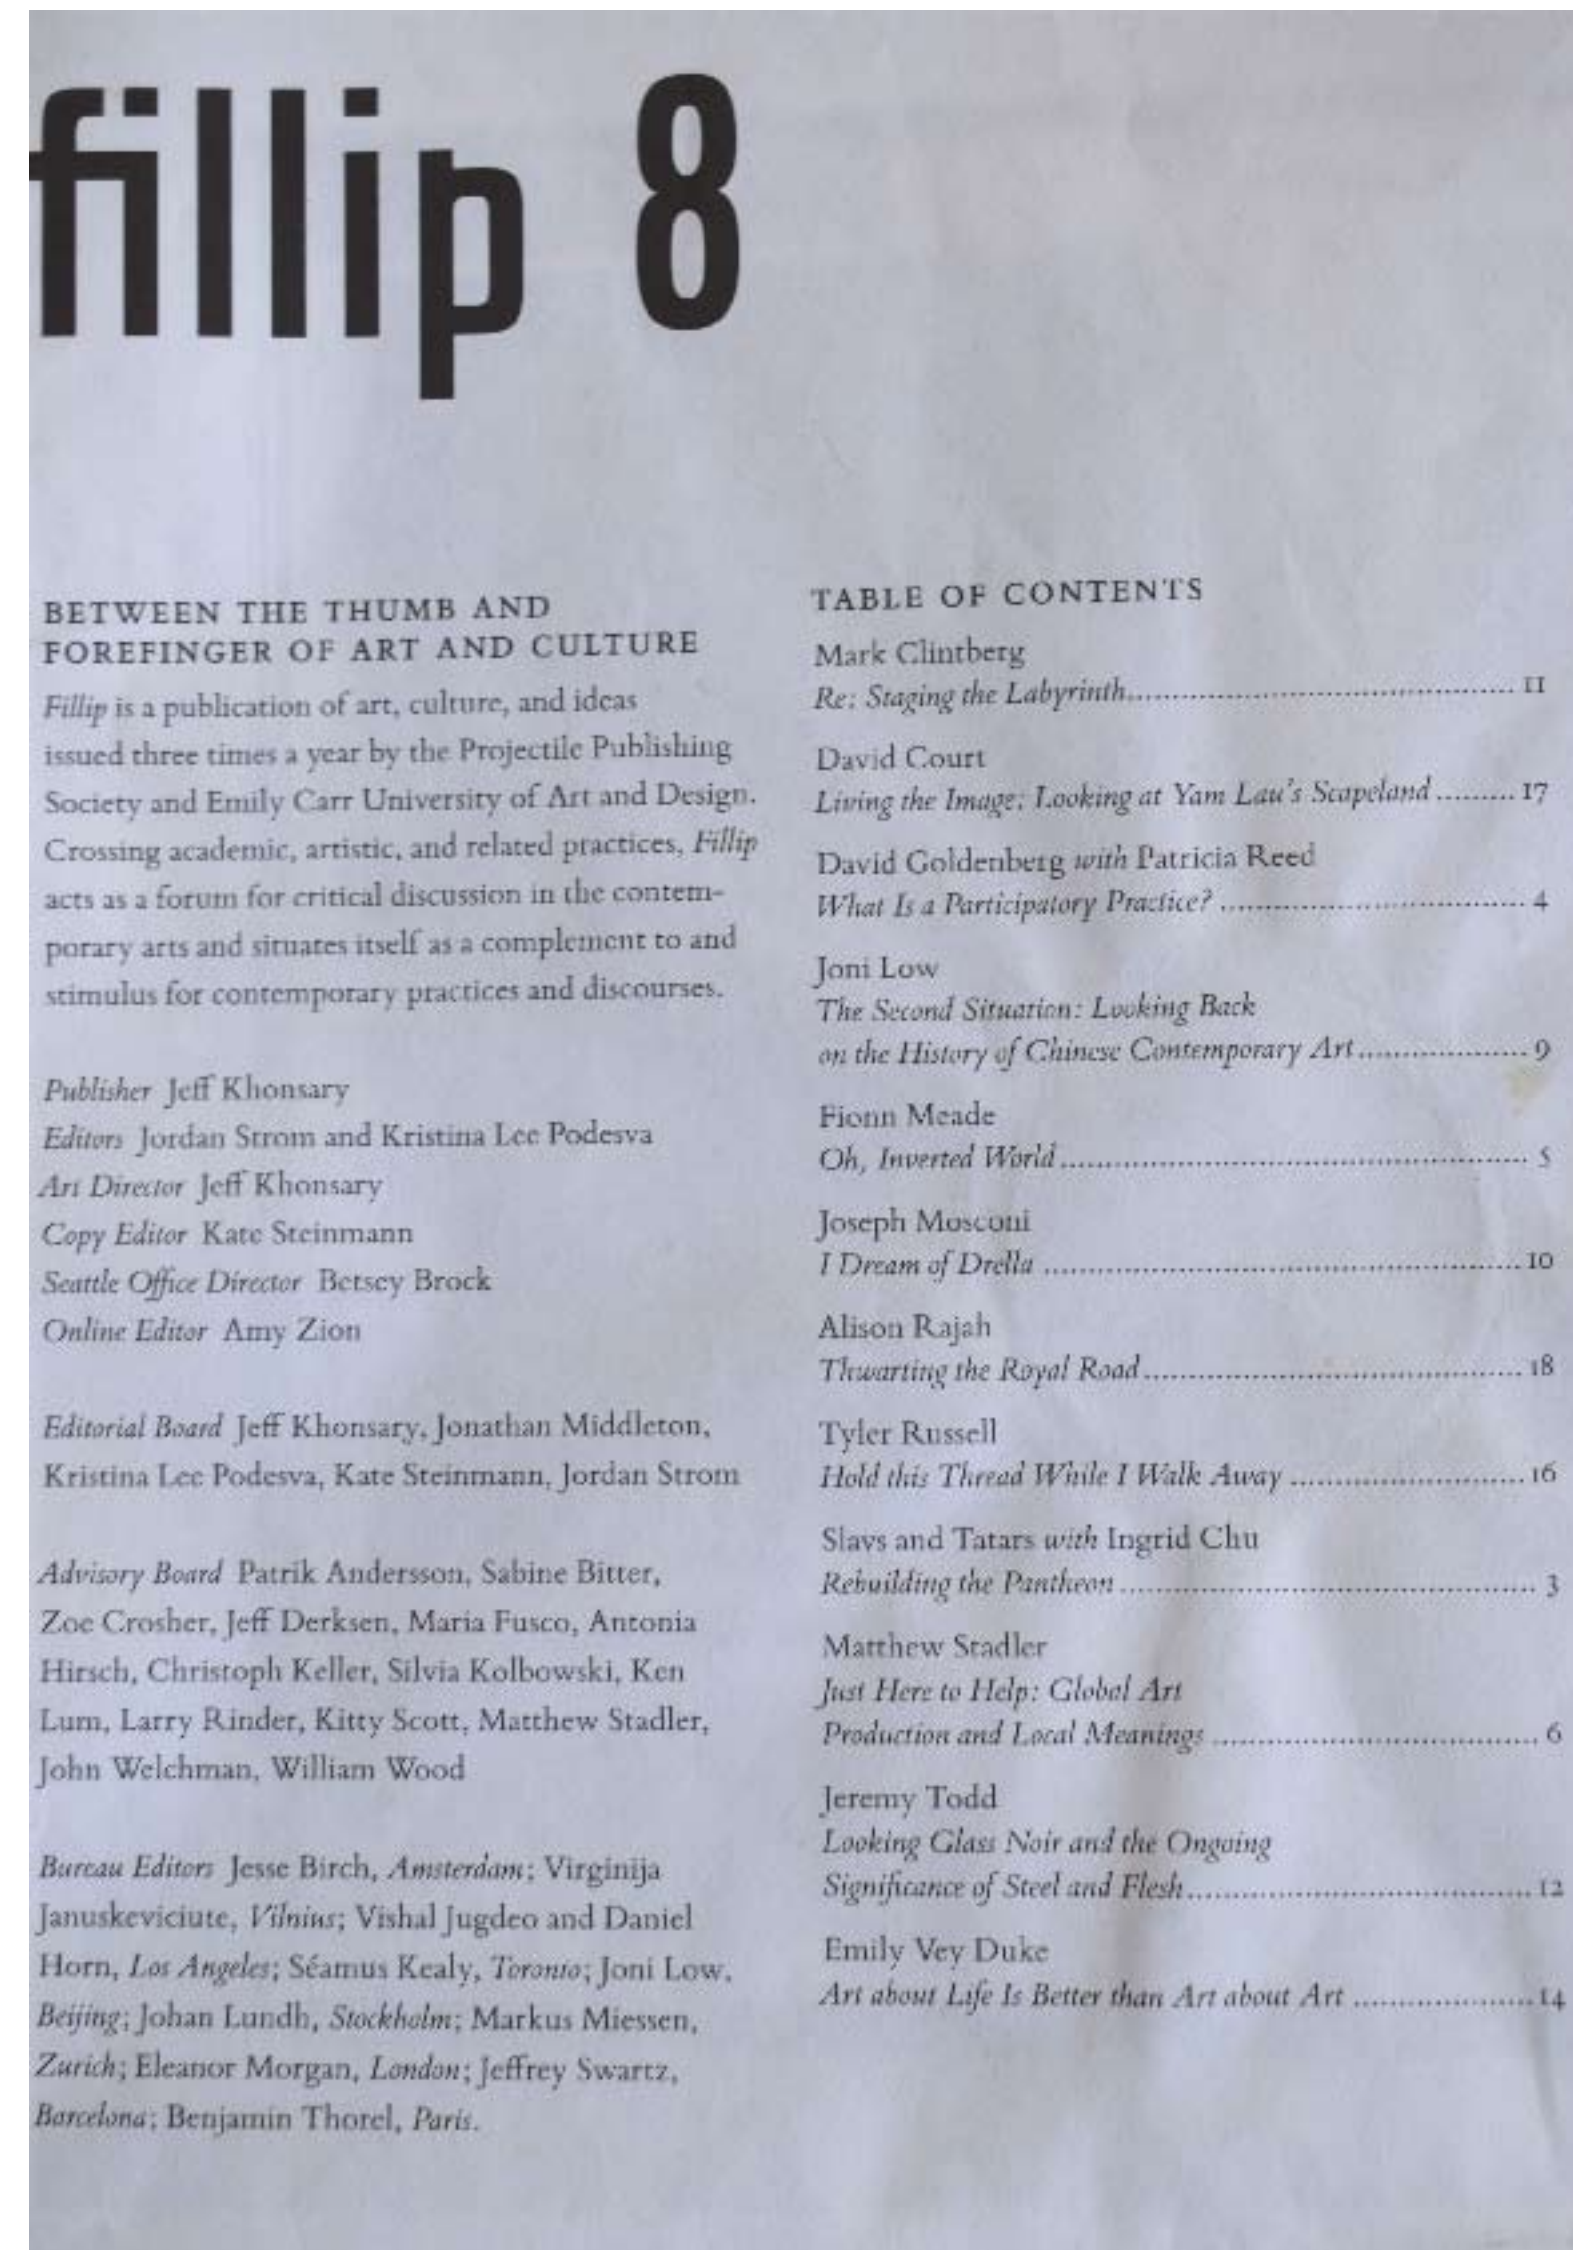 fillip 8
BETWEEN THE THUMB AND
FOREFINGER OF ART AND CULTURE
Fillip is a publication of art, culture, and ideas
issued three times a year by the Projectile Publishing
Society and Emily Carr University of Art and Design.
Crossing academic, artistic, and related practices, Fillip
acts as a forum for critical discussion in the contem-
porary arts and situates itself as a complement to and
stimulus for contemporary practices and discourses.
Publisher Jeff Khonsary
Editors Jordan Strom and Kristina Lee Podesva
Art Director Jeff Khonsary
Copy Editor Kate Steinmann
Seattle Office Director Betsey Brock
Online Editor Amy Zion
Editorial Board Jeff Khonsary, Jonathan Middleton,
Kristina Lee Podesva, Kate Steinmann, Jordan Strom
Advisory Board Patrik Andersson, Sabine Bitter,
Zoe Crosher, Jeff Derksen, Maria Fusco, Antonia
Hirsch, Christoph Keller, Silvia Kolbowski, Ken
Lum, Larry Rinder, Kitty Scott, Matthew Stadler,
John Welchman, William Wood
Bureau Editors Jesse Birch, Amsterdam; Virginija
Januskeviciute, Vilnius; Vishal Jugdeo and Daniel
Horn, Los Angeles; Séamus Kealy, Toronto; Joni Low,
Beijing; Johan Lundh, Stockholm; Markus Miessen,
Zurich; Eleanor Morgan, London; Jeffrey Swartz,
Barcelona; Benjamin Thorel, Paris.
TABLE OF CONTENTS
Mark Clintberg
Re: Staging the Labyrinth ........ 11
David Court
Living the Image: Looking at Yam Lau's Scapeland ........ 17
David Goldenberg with Patricia Reed
What Is a Participatory Practice? ........ 4
Joni Low
The Second Situation: Looking Back
on the History of Chinese Contemporary Art ........ 9
Fionn Meade
Oh, Inverted World ........ 5
Joseph Mosconi
I Dream of Drella ........ 10
Alison Rajah
Thwarting the Royal Road ........ 18
Tyler Russell
Hold this Thread While I Walk Away ........ 16
Slavs and Tatars with Ingrid Chu
Rebuilding the Pantheon ........ 3
Matthew Stadler
Just Here to Help: Global Art
Production and Local Meanings ........ 6
Jeremy Todd
Looking Glass Noir and the Ongoing
Significance of Steel and Flesh ........ 12
Emily Vey Duke
Art about Life Is Better than Art about Art ........ 14